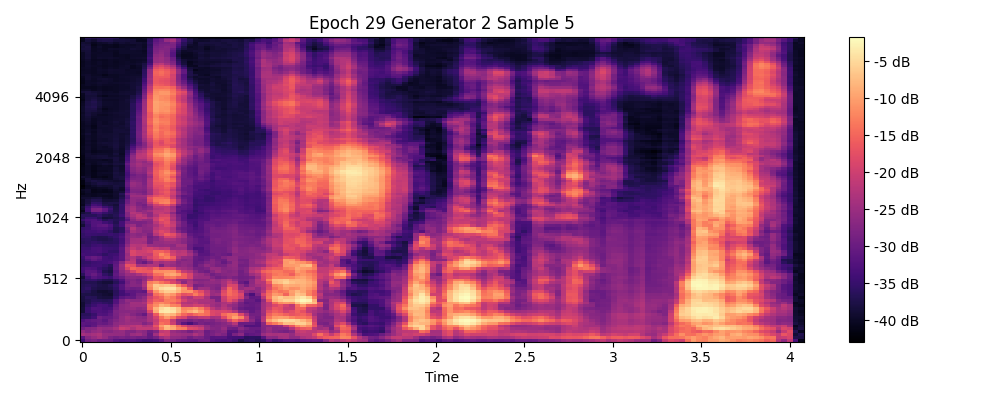 Epoch 29 Generator 2 Sample 5
Hz
4096
2048
1024
512
0
0 0.5 1 1.5 2 2.5 3 3.5 4
Time
-5 dB
-10 dB
-15 dB
-20 dB
-25 dB
-30 dB
-35 dB
-40 dB